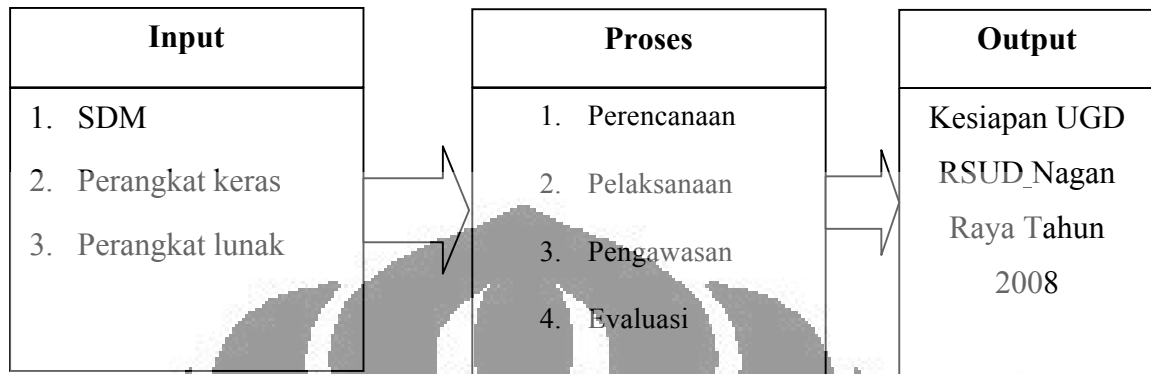 Input
1. SDM
2. Perangkat keras
3. Perangkat lunak
Proses
1. Perencanaan
2. Pelaksanaan
3. Pengawasan
4. Evaluasi
Output
Kesiapan UGD
RSUD Nagan
Raya Tahun
2008